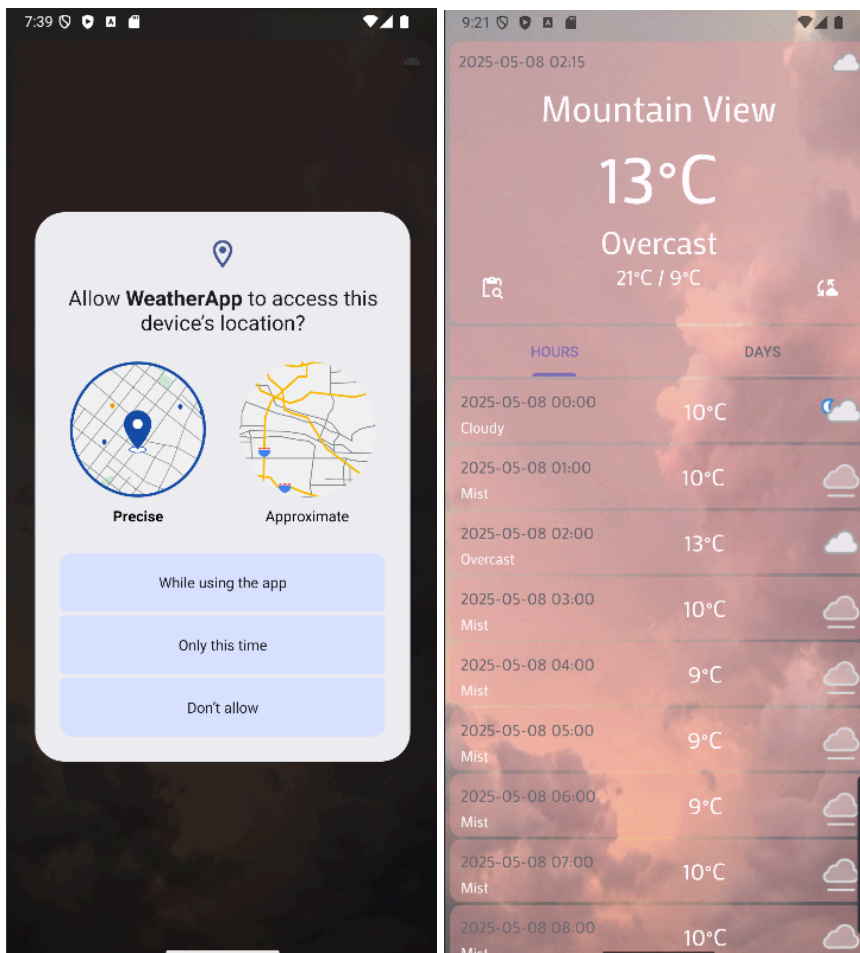 7:39
Allow WeatherApp to access this
device's location?
Precise
Approximate
While using the app
Only this time
Don't allow
9:21
2025-05-08 02:15
Mountain View
13°C
Overcast
21°C / 9°C
HOURS
DAYS
2025-05-08 00:00
10°C
Cloudy
2025-05-08 01:00
10°C
Mist
2025-05-08 02:00
13°C
Overcast
2025-05-08 03:00
10°C
Mist
2025-05-08 04:00
9°C
Mist
2025-05-08 05:00
9°C
Mist
2025-05-08 06:00
9°C
Mist
2025-05-08 07:00
10°C
Mist
2025-05-08 08:00
10°C
Mist